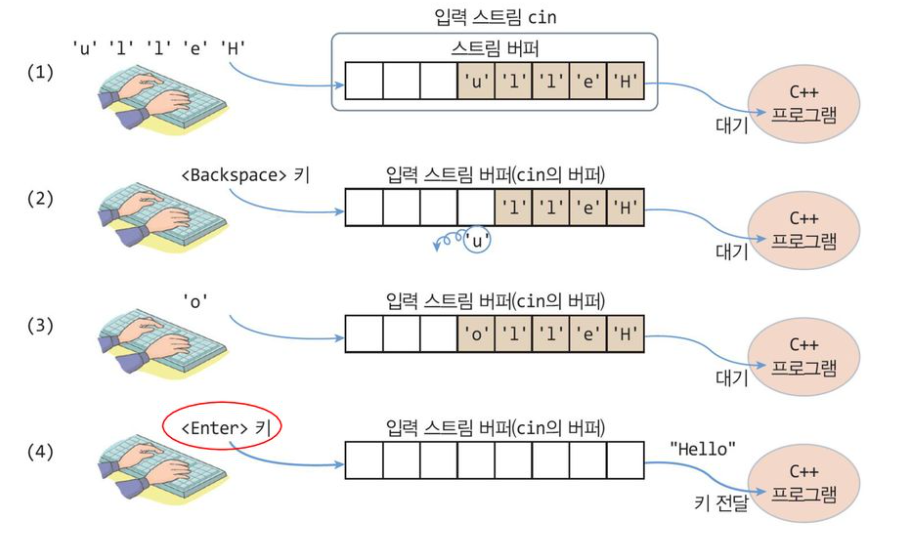 입력 스트림 cin
'u' 'l' 'l' 'e' 'H'
스트림 버퍼
(1)
'u' 'l' 'l' 'e' 'H'
C++
프로그램
대기
<Backspace> 키
입력 스트림 버퍼(cin의 버퍼)
(2)
'l' 'l' 'e' 'H'
C++
프로그램
'u'
대기
'o'
입력 스트림 버퍼(cin의 버퍼)
(3)
'o' 'l' 'l' 'e' 'H'
C++
프로그램
대기
<Enter> 키
입력 스트림 버퍼(cin의 버퍼)
(4)
"Hello"
C++
프로그램
키 전달